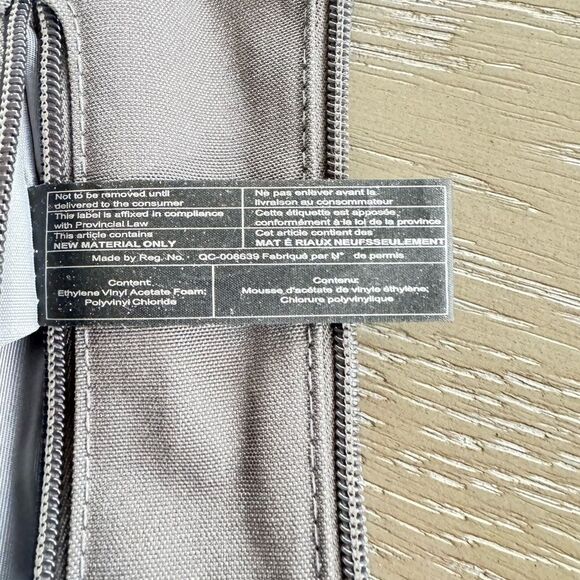 Not to be removed until
delivered to the consumer
This label is affixed in compliance
with Provincial Law
This article contains
NEW MATERIAL ONLY
Ne pas enlever avant la
livraison au consommateur
Cette étiquette est apposée
conformément à la loi de la province
Cet article contient des
MAT É RIAUX NEUFSSEULEMENT
Made by Reg.·No. · QC-008639 Fabriqué par N° de permis
Content:
Ethylene Vinyl Acetate Foam;
Polyvinyl Chloride
Contenu:
Mousse d'acétate de vinyle éthylène;
Chlorure polyvinylique